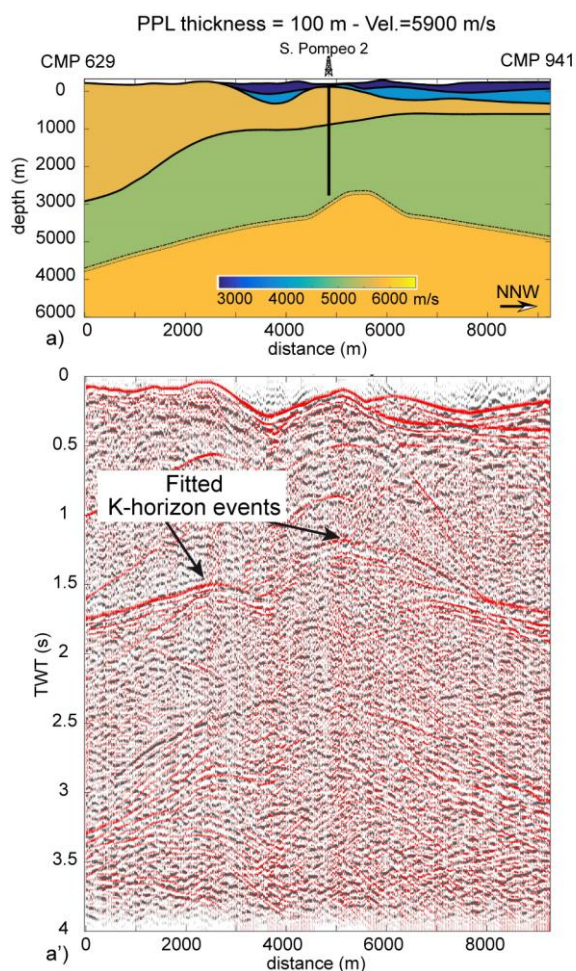 PPL thickness = 100 m - Vel.=5900 m/s
S. Pompeo 2
CMP 629
CMP 941
depth (m)
0
1000
2000
3000
4000
5000
6000
3000 4000 5000 6000 m/s
NNW
a)
0 2000 4000 6000 8000
distance (m)
TWT (s)
0
0.5
1
1.5
2
2.5
3
3.5
4
Fitted
K-horizon events
a')
0 2000 4000 6000 8000
distance (m)